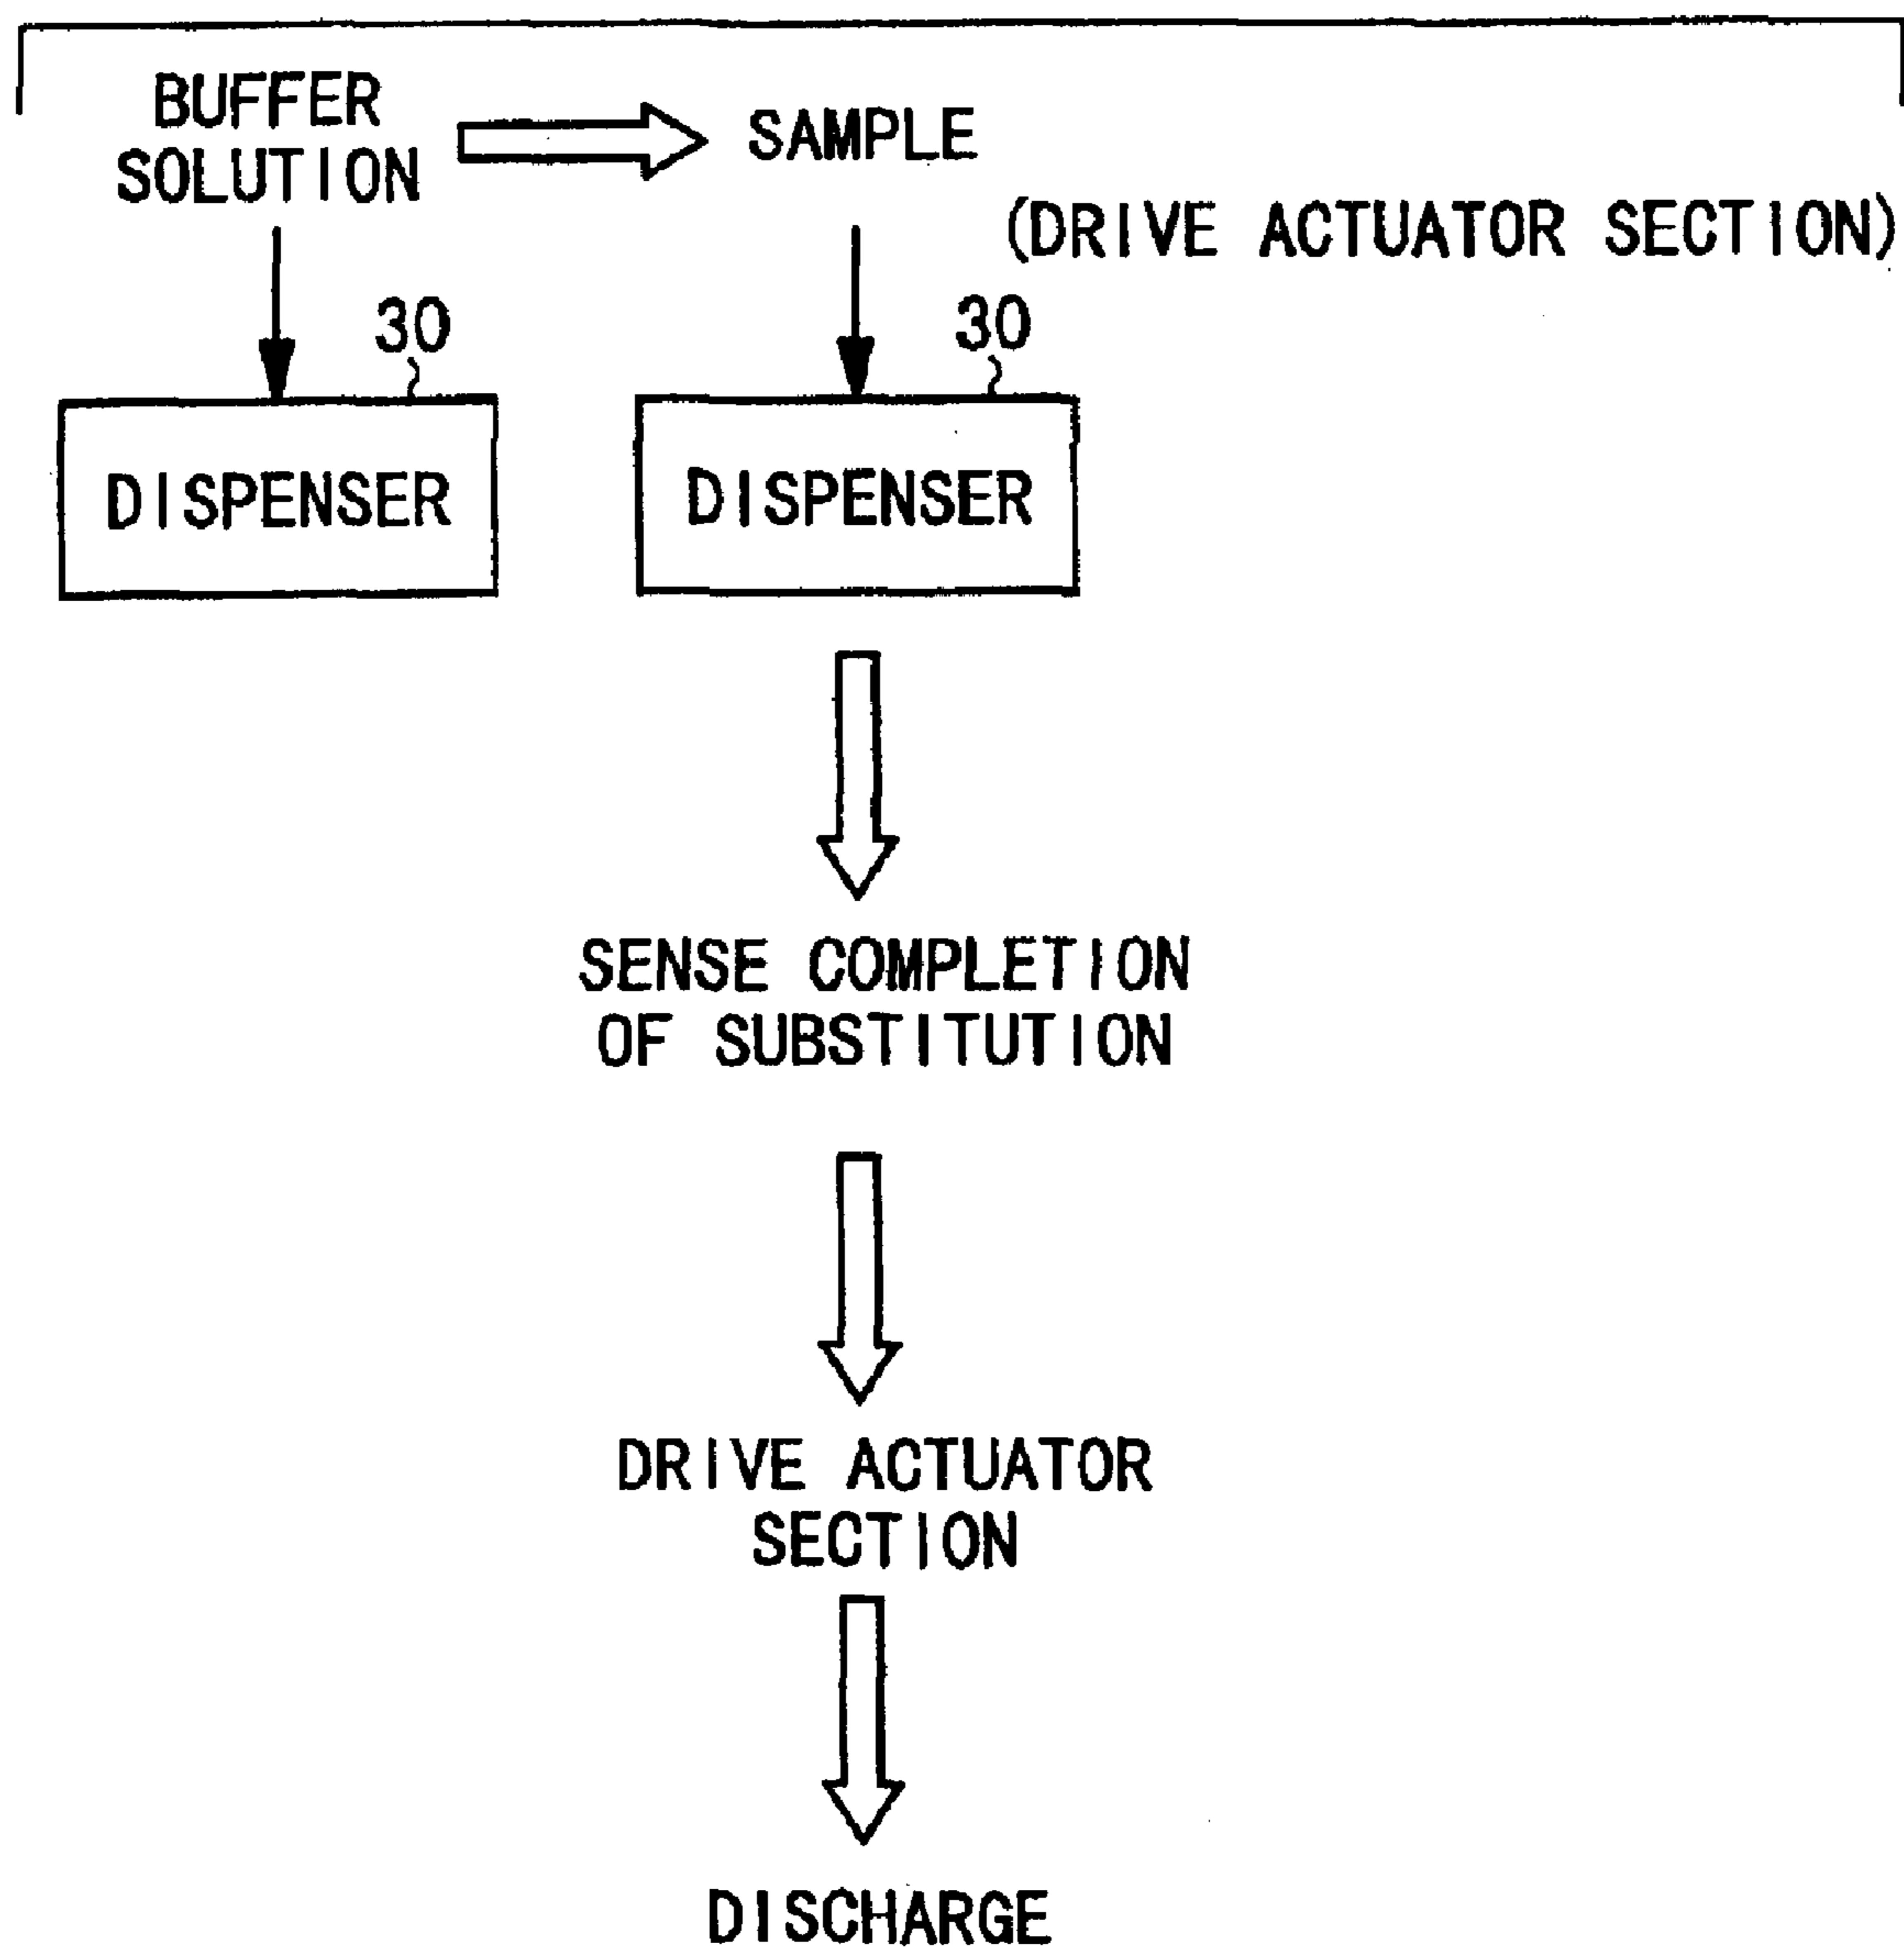 BUFFER
SOLUTION
SAMPLE
(DRIVE ACTUATOR SECTION)
30
30
DISPENSER
DISPENSER
SENSE COMPLETION
OF SUBSTITUTION
DRIVE ACTUATOR
SECTION
DISCHARGE